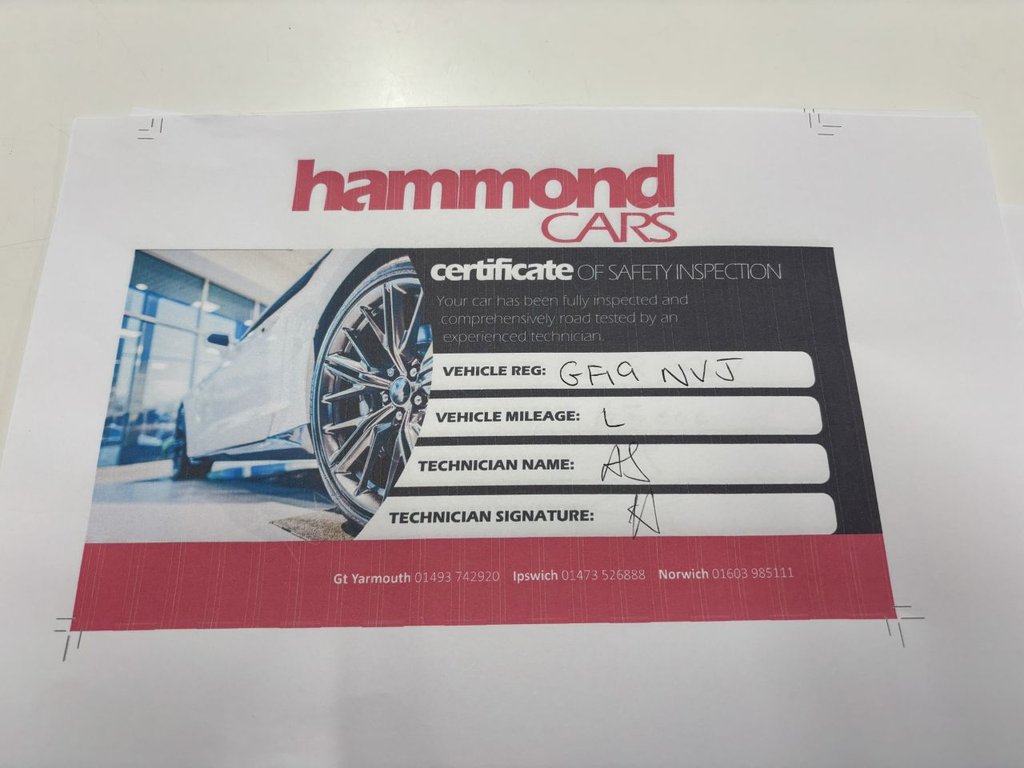 hammond
CARS
certificate OF SAFETY INSPECTION
Your car has been fully inspected and
comprehensively road tested by an
experienced technician.
VEHICLE REG: GF19 NVJ
VEHICLE MILEAGE: L
TECHNICIAN NAME: AS
TECHNICIAN SIGNATURE:
Gt Yarmouth 01493 742920 Ipswich 01473 526888 Norwich 01603 985111